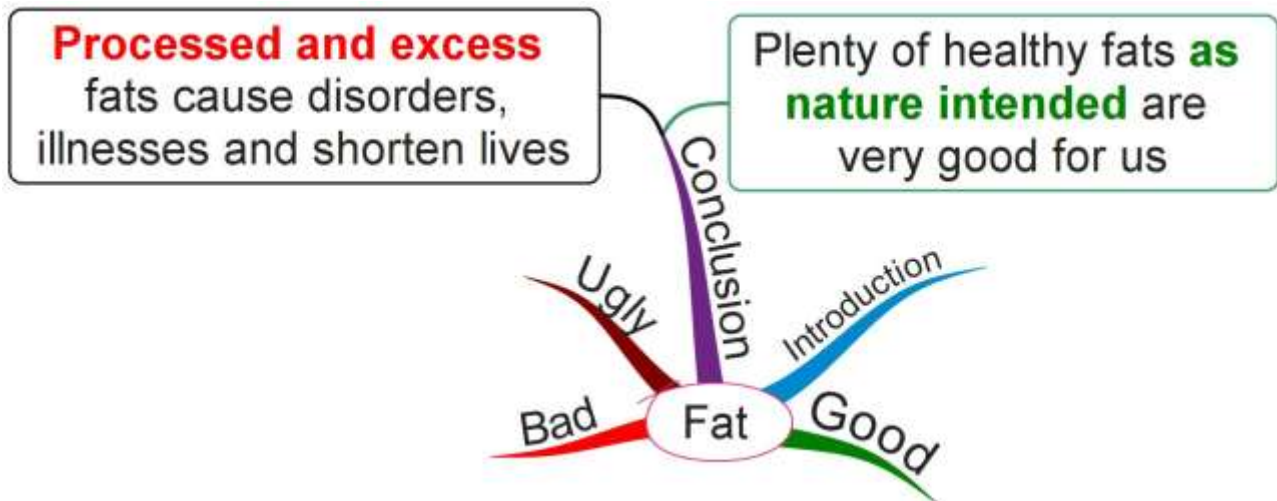 Processed and excess
fats cause disorders,
illnesses and shorten lives
Plenty of healthy fats as
nature intended are
very good for us
Conclusion
Ugly
Introduction
Bad
Fat
Good